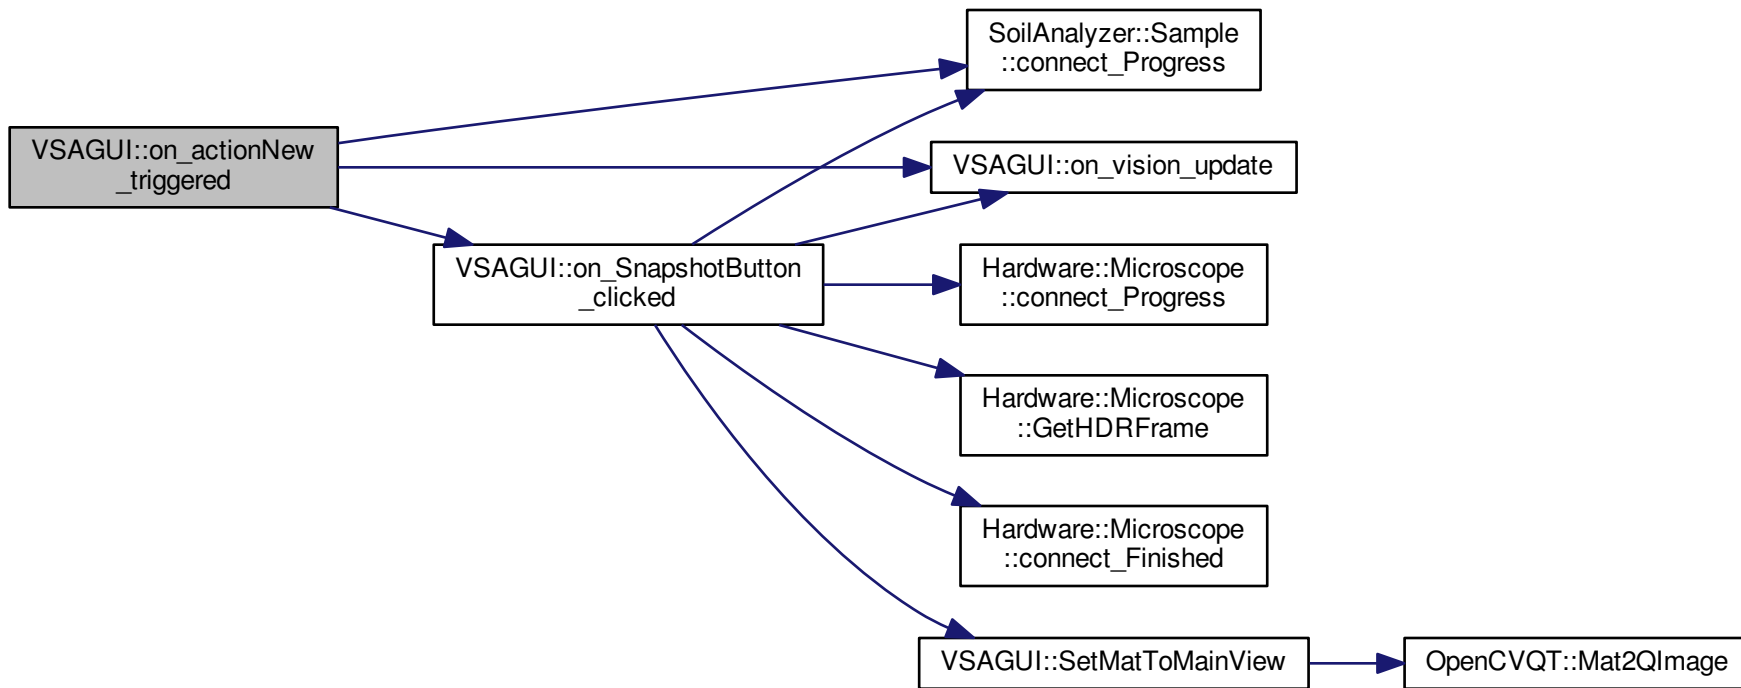 SoilAnalyzer::Sample
::connect_Progress
VSAGUI::on_actionNew
_triggered
VSAGUI::on_vision_update
VSAGUI::on_SnapshotButton
_clicked
Hardware::Microscope
::connect_Progress
Hardware::Microscope
::GetHDRFrame
Hardware::Microscope
::connect_Finished
VSAGUI::SetMatToMainView
OpenCVQT::Mat2QImage